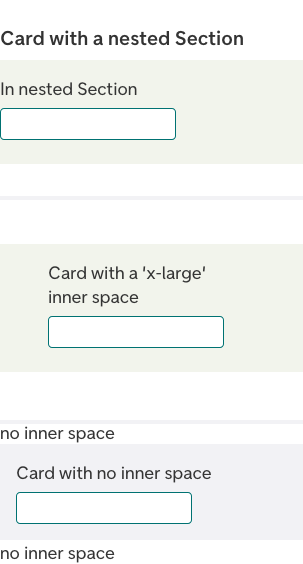 Card with a nested Section
In nested Section
Card with a 'x-large'
inner space
no inner space
Card with no inner space
no inner space